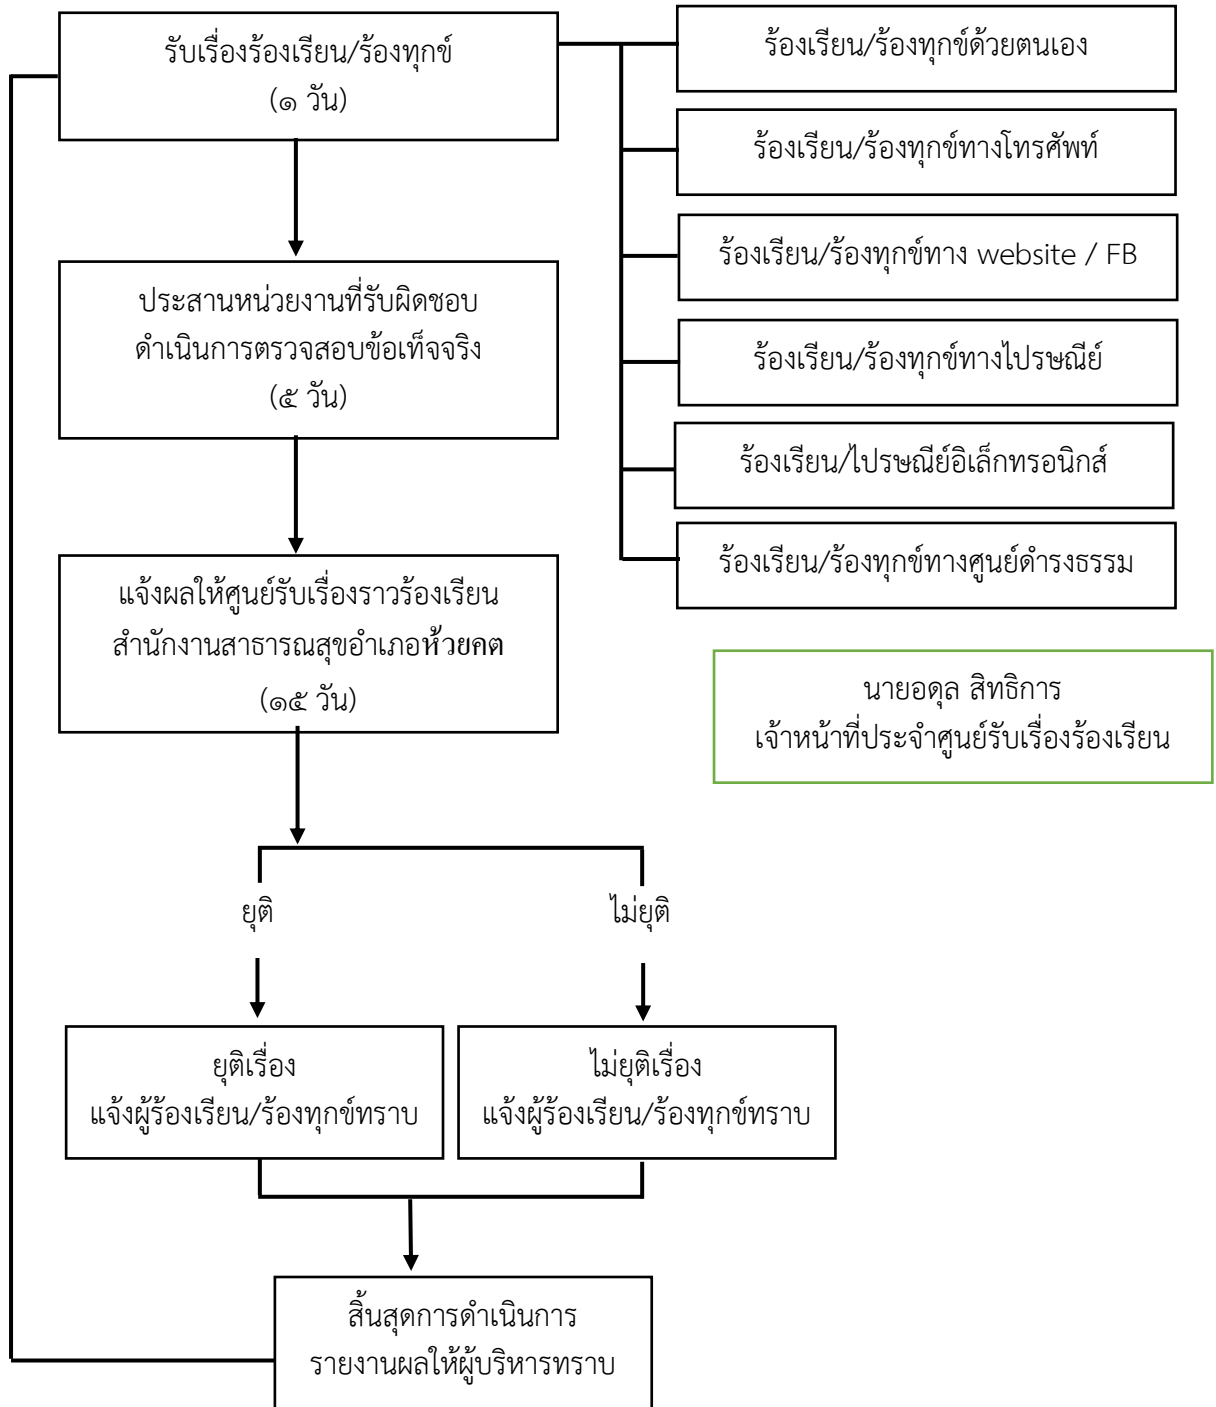 รับเรื่องร้องเรียน/ร้องทุกข์
(๑ วัน)
ร้องเรียน/ร้องทุกข์ด้วยตนเอง
ร้องเรียน/ร้องทุกข์ทางโทรศัพท์
ร้องเรียน/ร้องทุกข์ทาง website / FB
ร้องเรียน/ร้องทุกข์ทางไปรษณีย์
ร้องเรียน/ไปรษณีย์อิเล็กทรอนิกส์
ร้องเรียน/ร้องทุกข์ทางศูนย์ดำรงธรรม
ประสานหน่วยงานที่รับผิดชอบ
ดำเนินการตรวจสอบข้อเท็จจริง
(๕ วัน)
แจ้งผลให้ศูนย์รับเรื่องราวร้องเรียน
สำนักงานสาธารณสุขอำเภอห้วยคต
(๑๕ วัน)
นายอดุล สิทธิการ
เจ้าหน้าที่ประจำศูนย์รับเรื่องร้องเรียน
ยุติ
ไม่ยุติ
ยุติเรื่อง
แจ้งผู้ร้องเรียน/ร้องทุกข์ทราบ
ไม่ยุติเรื่อง
แจ้งผู้ร้องเรียน/ร้องทุกข์ทราบ
สิ้นสุดการดำเนินการ
รายงานผลให้ผู้บริหารทราบ